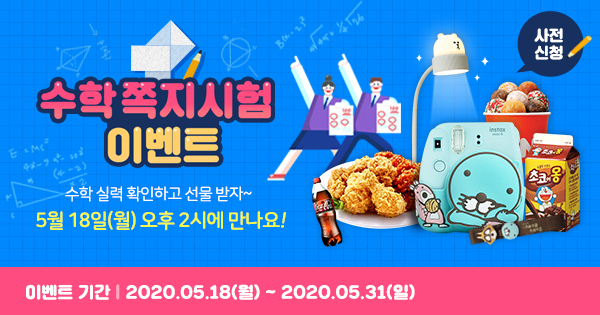 사전
신청
수학 쪽지시험
이벤트
수학 실력 확인하고 선물 받자~
5월 18일(월) 오후 2시에 만나요!
instax
초코몽
이벤트 기간 | 2020.05.18(월) ~ 2020.05.31(일)